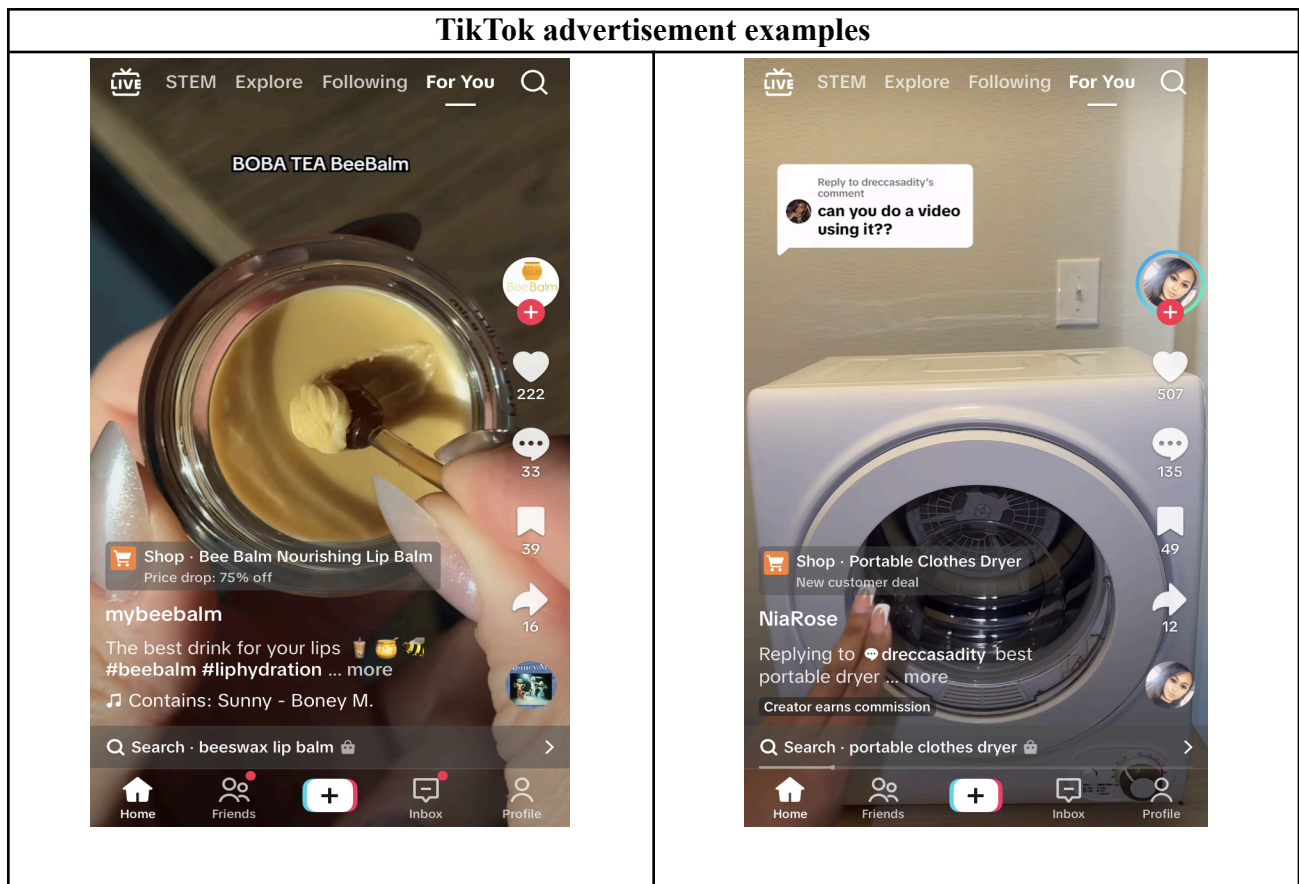 TikTok advertisement examples
LIVE STEM Explore Following For You
BOBA TEA BeeBalm
BeeBalm
222
33
39
Shop · Bee Balm Nourishing Lip Balm
Price drop: 75% off
mybeebalm
16
The best drink for your lips
#beebalm #liphydration ... more
Boney M.
Contains: Sunny - Boney M.
Search · beeswax lip balm
Home Friends Inbox Profile
LIVE STEM Explore Following For You
Reply to dreccasadity's
comment
can you do a video
using it??
507
135
49
Shop · Portable Clothes Dryer
New customer deal
NiaRose
12
Replying to dreccasadity best
portable dryer ... more
Creator earns commission
Search · portable clothes dryer
Home Friends Inbox Profile